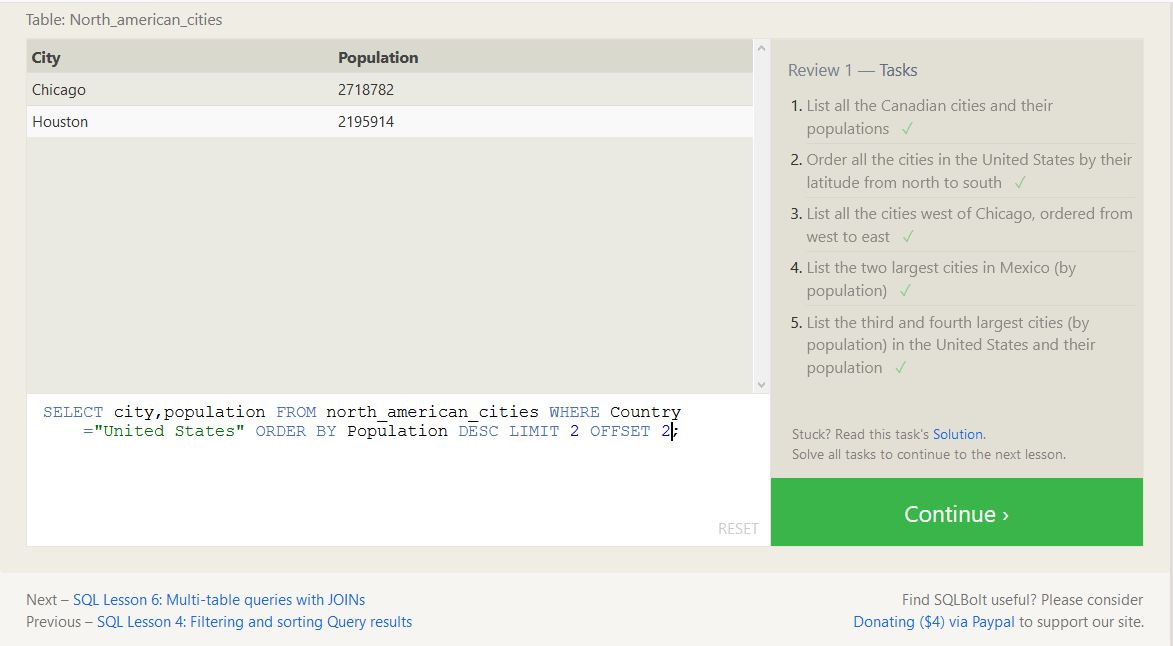 Table: North_american_cities
City Population
Chicago 2718782
Houston 2195914
SELECT city,population FROM north_american_cities WHERE Country
="United States" ORDER BY Population DESC LIMIT 2 OFFSET 2;
RESET
Review 1 — Tasks
1. List all the Canadian cities and their
populations ✓
2. Order all the cities in the United States by their
latitude from north to south ✓
3. List all the cities west of Chicago, ordered from
west to east ✓
4. List the two largest cities in Mexico (by
population) ✓
5. List the third and fourth largest cities (by
population) in the United States and their
population ✓
Stuck? Read this task's Solution.
Solve all tasks to continue to the next lesson.
Continue ›
Next – SQL Lesson 6: Multi-table queries with JOINs
Previous – SQL Lesson 4: Filtering and sorting Query results
Find SQLBolt useful? Please consider
Donating ($4) via Paypal to support our site.